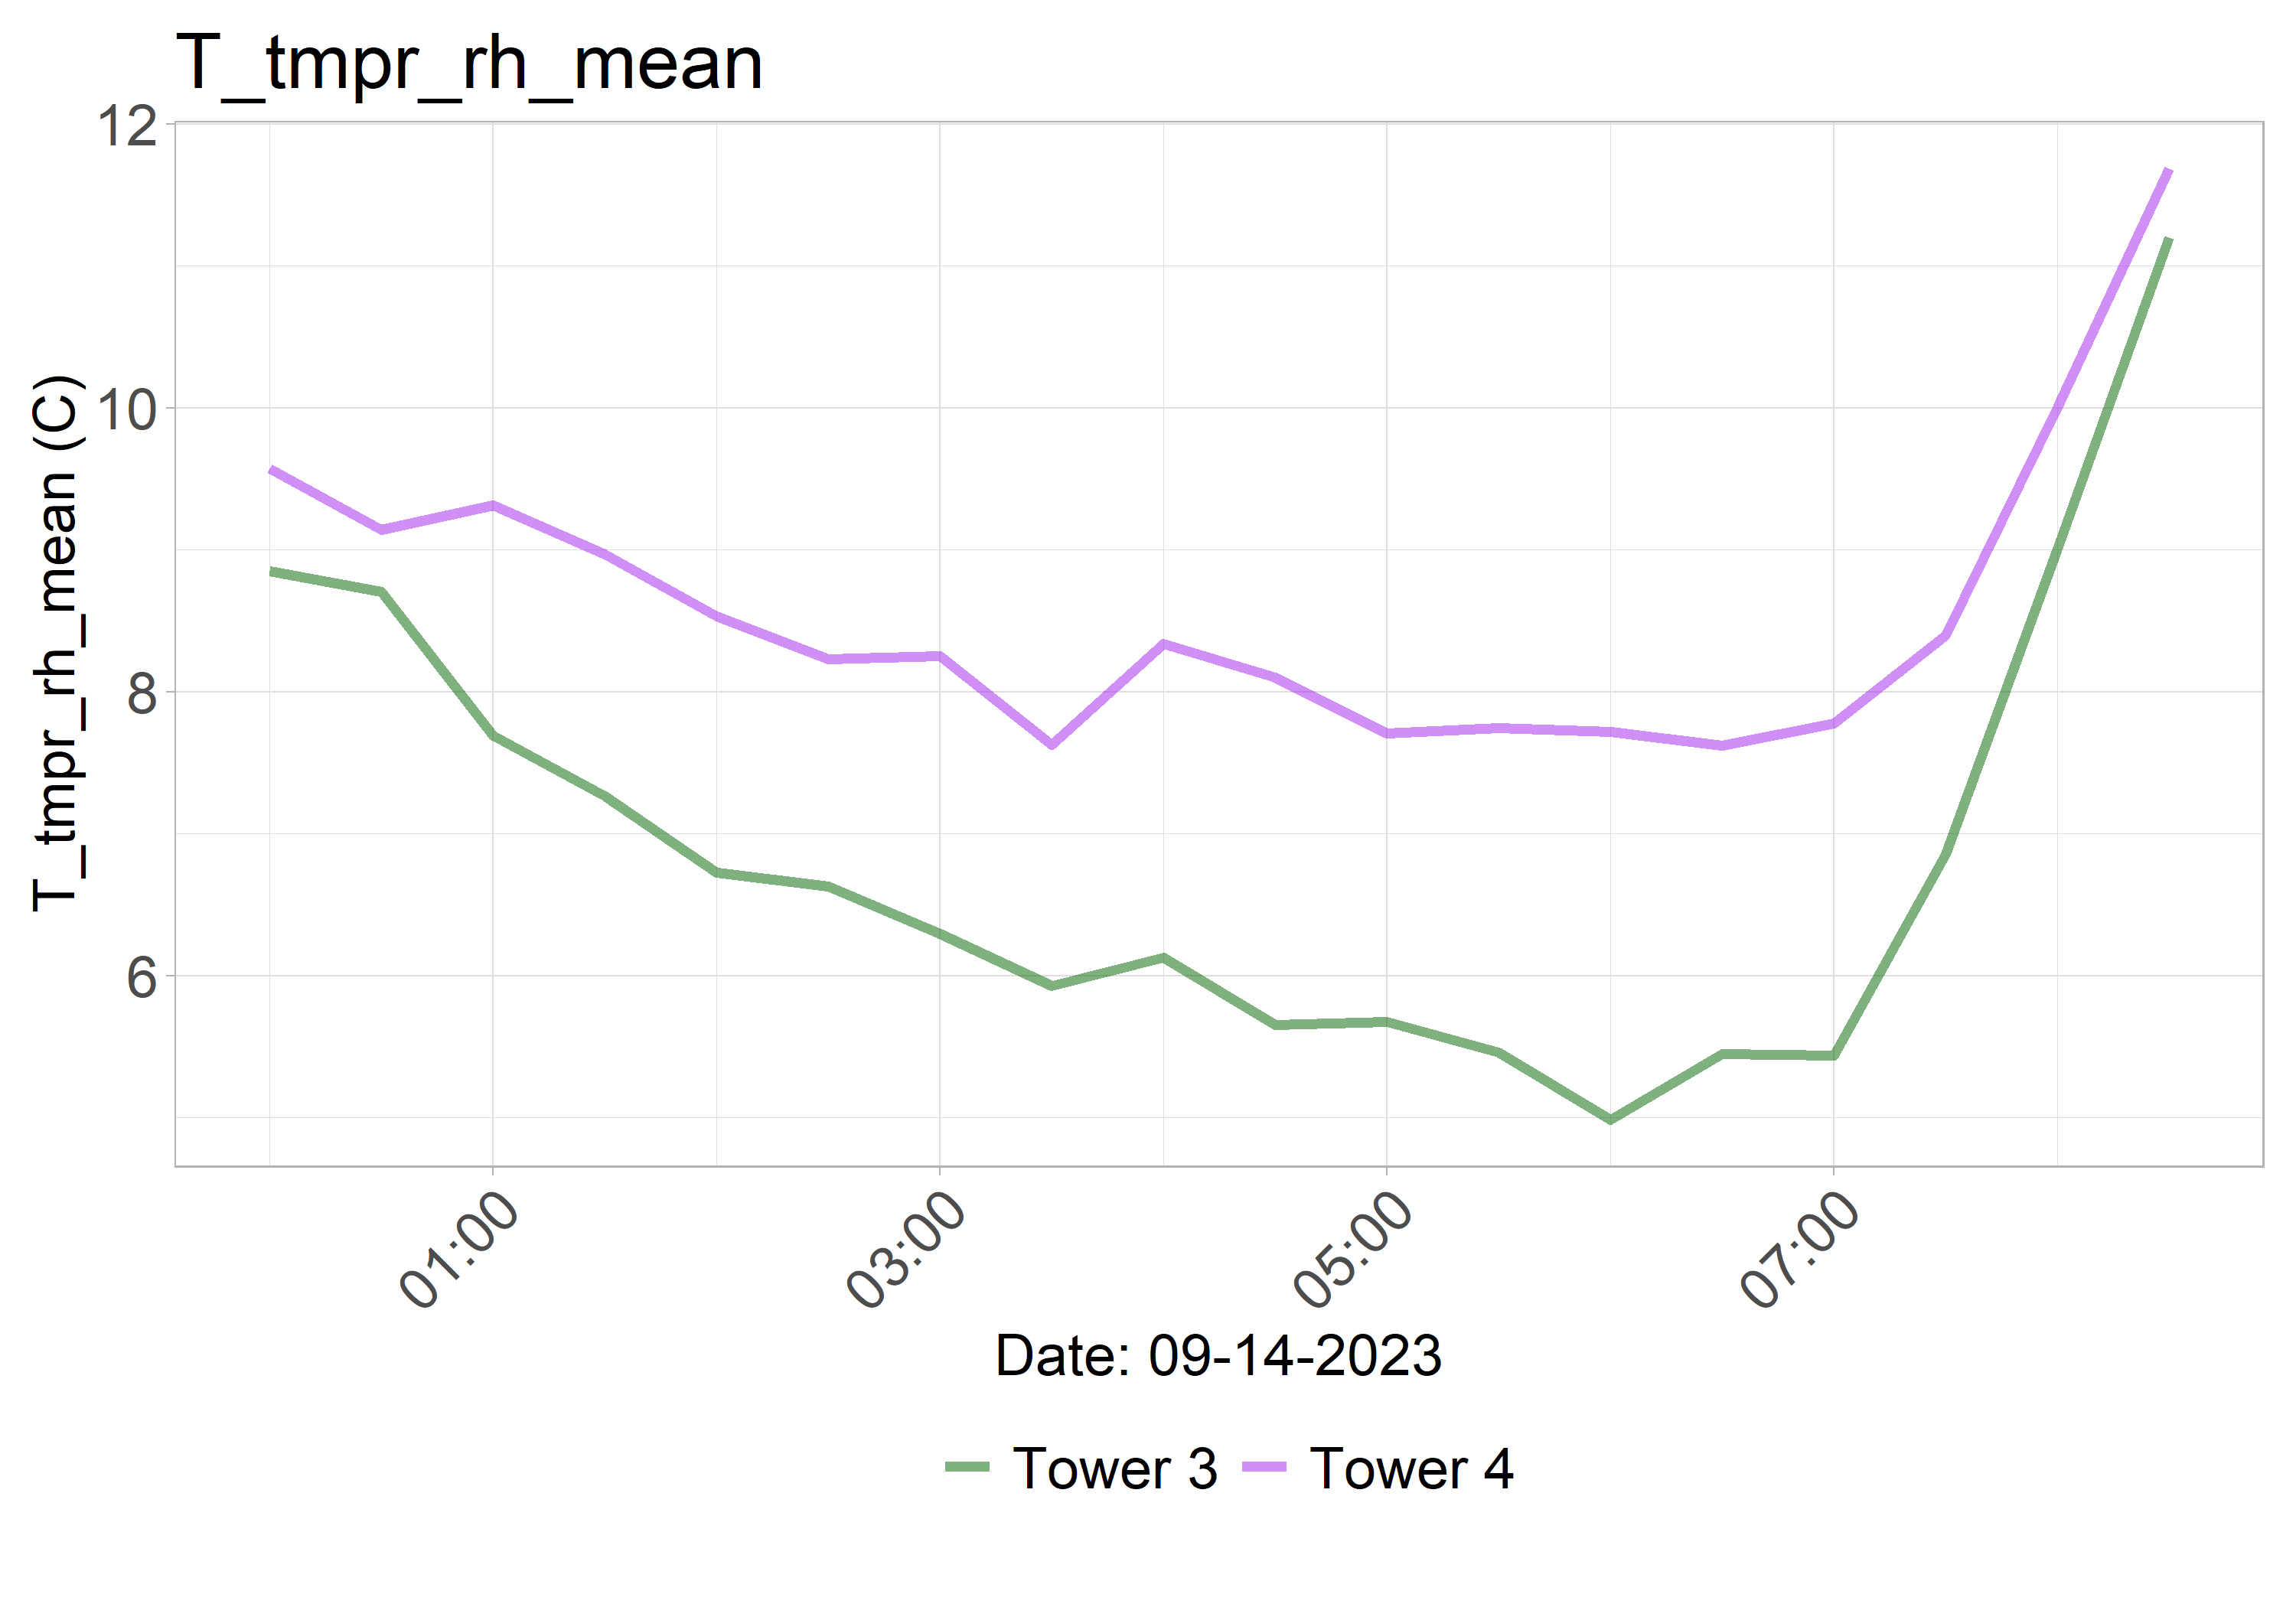 T_tmpr_rh_mean
T_tmpr_rh_mean (C)
12
10
8
6
01:00
03:00
05:00
07:00
Date: 09-14-2023
Tower 3
Tower 4